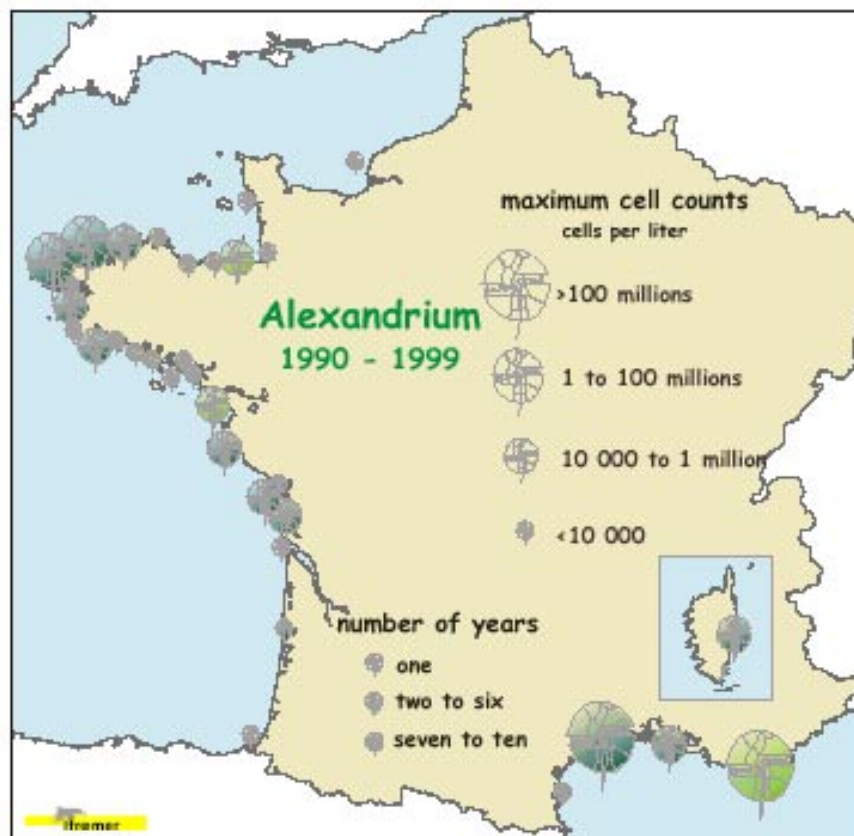 maximum cell counts
cells per liter
>100 millions
Alexandrium
1990 - 1999
1 to 100 millions
10 000 to 1 million
<10 000
number of years
one
two to six
seven to ten
Ifremer